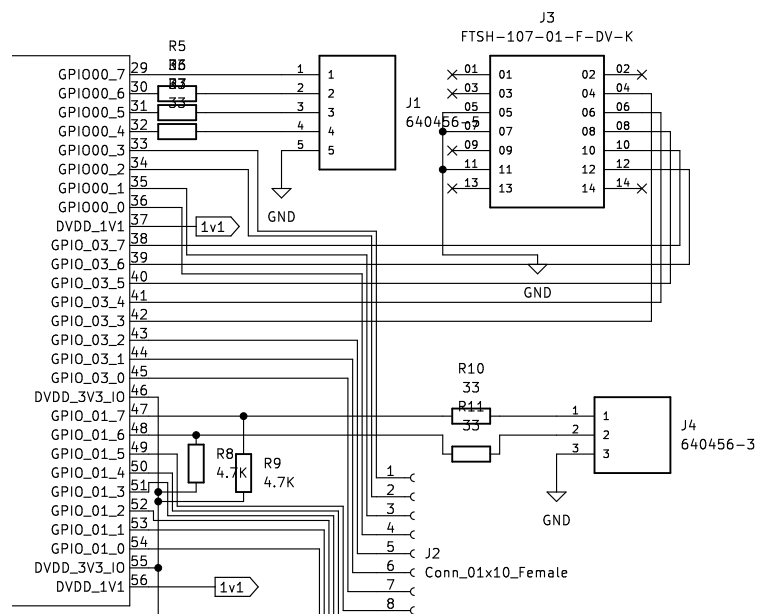 J3
FTSH-107-01-F-DV-K
R5
33
33
33
GPIO00_7 29
GPIO00_6 30
GPIO00_5 31
GPIO00_4 32
GPIO00_3 33
GPIO00_2 34
GPIO00_1 35
GPIO00_0 36
DVDD_1V1 37
GPIO_03_7 38
GPIO_03_6 39
GPIO_03_5 40
GPIO_03_4 41
GPIO_03_3 42
GPIO_03_2 43
GPIO_03_1 44
GPIO_03_0 45
DVDD_3V3_IO 46
GPIO_01_7 47
GPIO_01_6 48
GPIO_01_5 49
GPIO_01_4 50
GPIO_01_3 51
GPIO_01_2 52
GPIO_01_1 53
GPIO_01_0 54
DVDD_3V3_IO 55
DVDD_1V1 56
1v1
1v1
1 1
2 2
3 3
4 4
5 5
J1
640456-5
GND
01 01 02 02
03 03 04 04
05 05 06 06
07 07 08 08
09 09 10 10
11 11 12 12
13 13 14 14
GND
R10
33
R11
33
1 1
2 2
3 3
J4
640456-3
GND
R8
4.7K
R9
4.7K
1
2
3
4
5
6
7
8
J2
Conn_01x10_Female